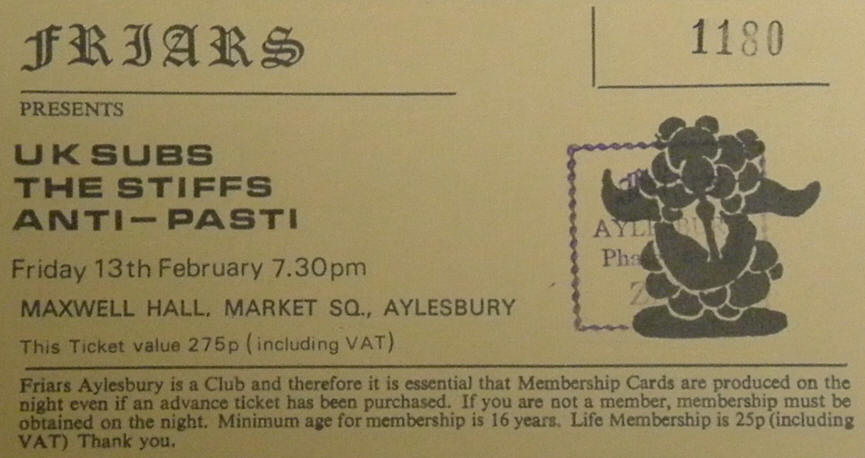 FRIARS
1180
PRESENTS
UK SUBS
THE STIFFS
ANTI-PASTI
Friday 13th February 7.30pm
MAXWELL HALL, MARKET SQ., AYLESBURY
This Ticket value 275p (including VAT)
Friars Aylesbury is a Club and therefore it is essential that Membership Cards are produced on the
night even if an advance ticket has been purchased. If you are not a member, membership must be
obtained on the night. Minimum age for membership is 16 years. Life Membership is 25p (including
VAT) Thank you.